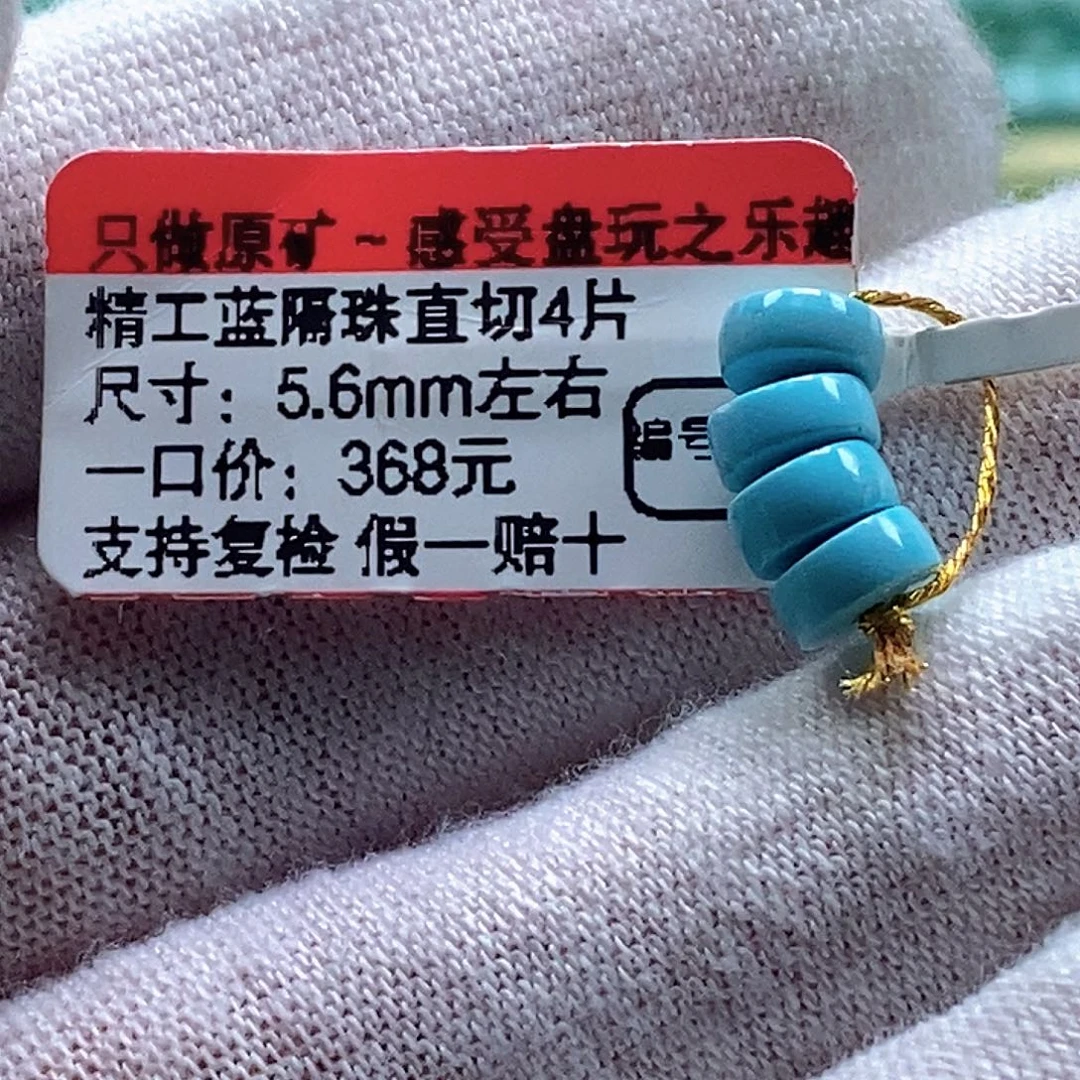 只做原矿 ~ 感受盘玩之乐趣
精工蓝隔珠直切4片
尺寸：5.6mm左右
编号
一口价：368元
支持复检 假一赔十